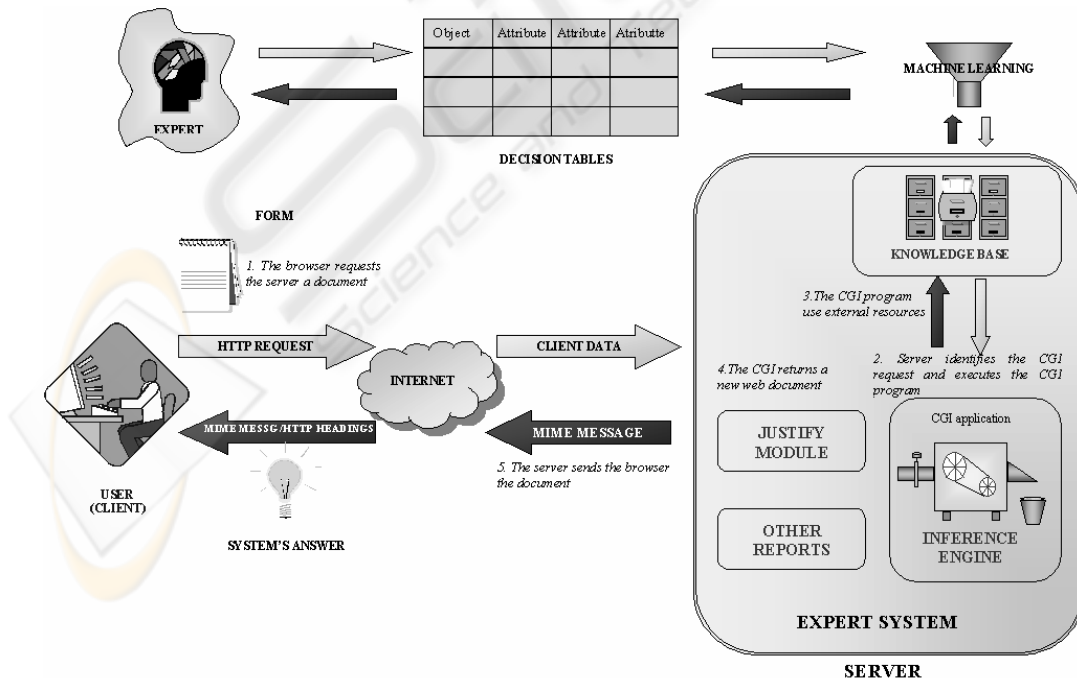 Object Attribute Attribute Atributte
MACHINE LEARNING
EXPERT
DECISION TABLES
FORM
1. The browser requests
the server a document
KNOWLEDGE BASE
3.The CGI program
use external resources
HTTP REQUEST
CLIENT DATA
INTERNET
2. Server identifies the CGI
request and executes the CGI
program
4.The CGI returns a
new web document
MIME MESSG/HTTP HEADINGS
MIME MESSAGE
5. The server sends the browser
the document
JUSTIFY
MODULE
CGI application
USER
(CLIENT)
SYSTEM'S ANSWER
OTHER
REPORTS
INFERENCE
ENGINE
EXPERT SYSTEM
SERVER
Science and